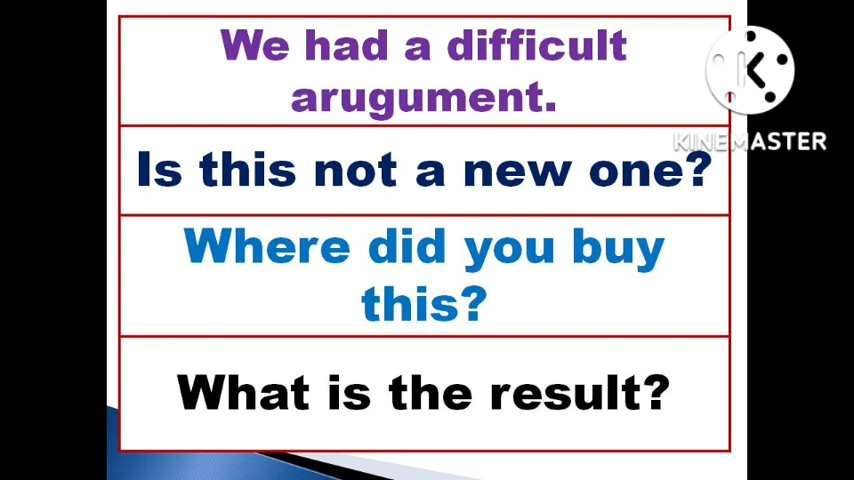 We had a difficult
arugument.
KINEMASTER
Is this not a new one?
Where did you buy
this?
What is the result?